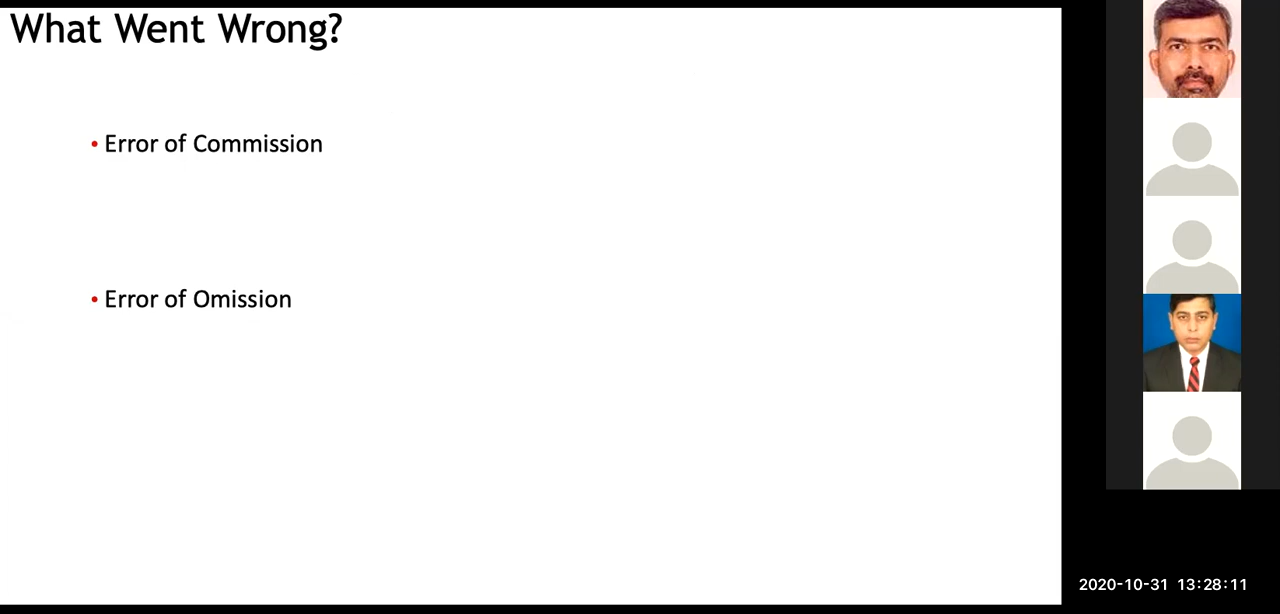 What Went Wrong?
• Error of Commission
• Error of Omission
2020-10-31 13:28:11